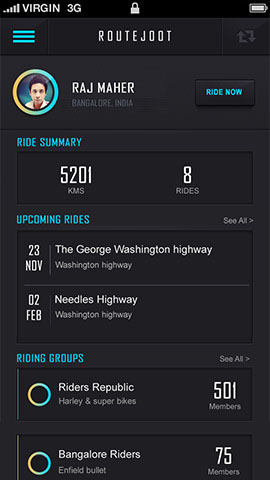 VIRGIN 3G
ROUTEJOOT
RAJ MAHER
BANGALORE, INDIA
RIDE NOW
RIDE SUMMARY
5201 8
KMS RIDES
UPCOMING RIDES See All >
23 The George Washington highway
NOV Washington highway
02 Needles Highway
FEB Washington highway
RIDING GROUPS See All >
Riders Republic 501
Harley & super bikes Members
Bangalore Riders 75
Enfield bullet Members